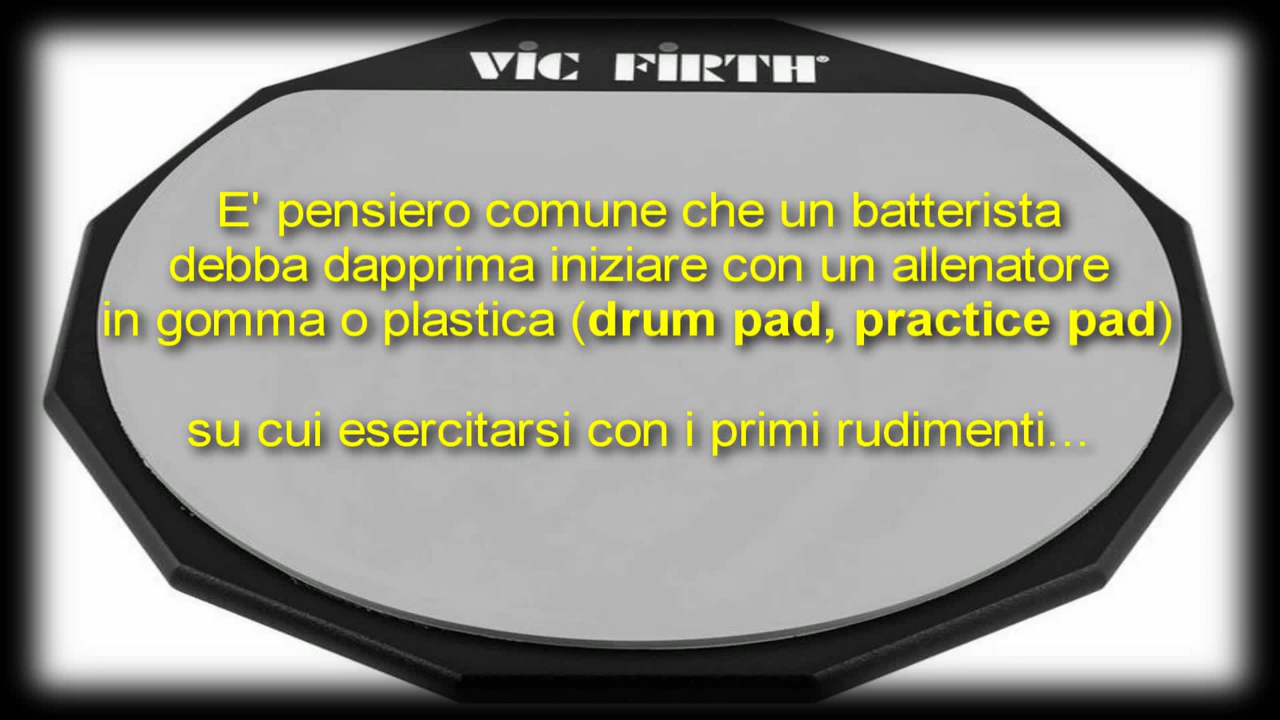 VIC FIRTH®
E' pensiero comune che un batterista
debba dapprima iniziare con un allenatore
in gomma o plastica (drum pad, practice pad)
su cui esercitarsi con i primi rudimenti...